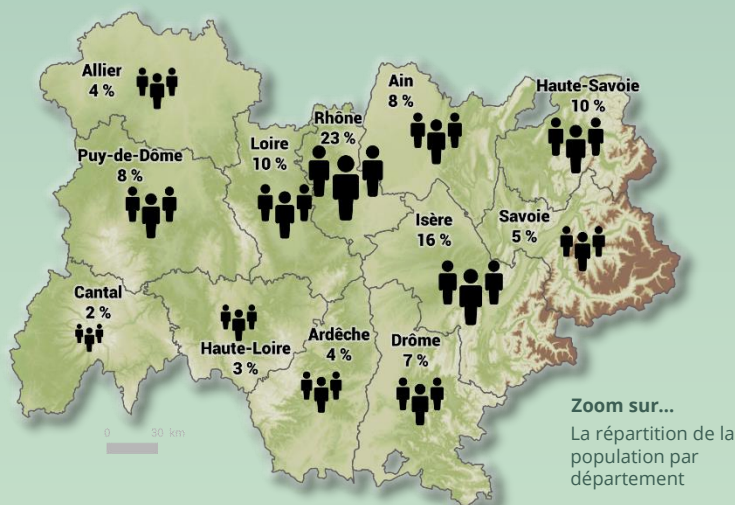 Allier
4 %
Ain
8 %
Haute-Savoie
10 %
Rhône
23 %
Loire
10 %
Puy-de-Dôme
8 %
Isère
16 %
Savoie
5 %
Cantal
2 %
Haute-Loire
3 %
Ardêche
4 %
Drôme
7 %
Zoom sur...
La répartition de la
population par
département
0 30 km